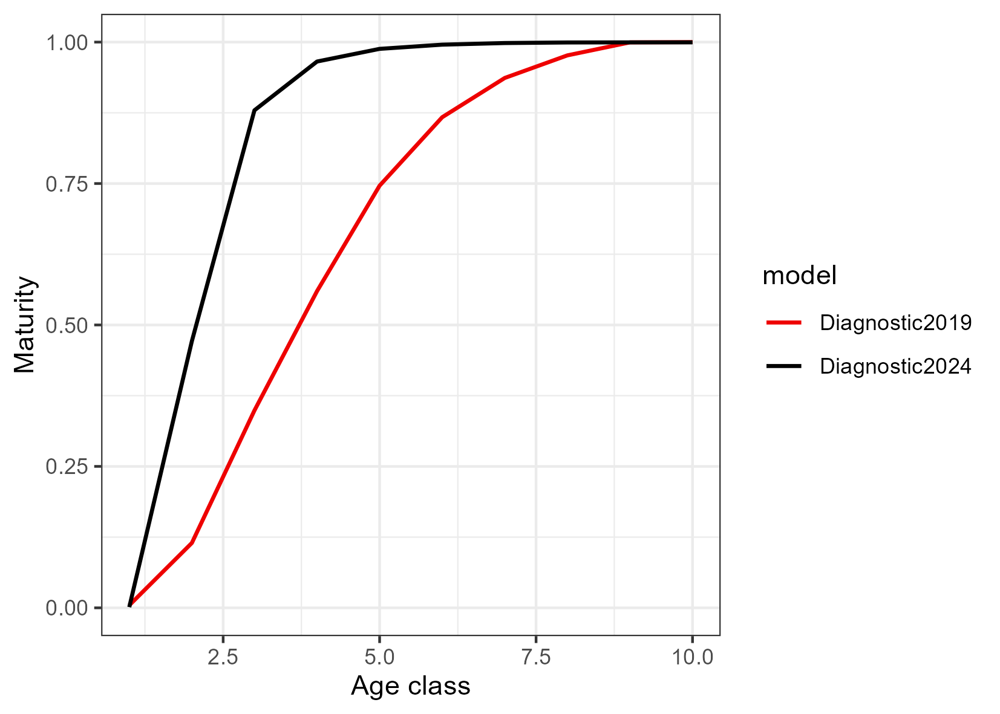 1.00
0.75
0.50
0.25
0.00
Maturity
2.5 5.0 7.5 10.0
Age class
model
Diagnostic2019
Diagnostic2024